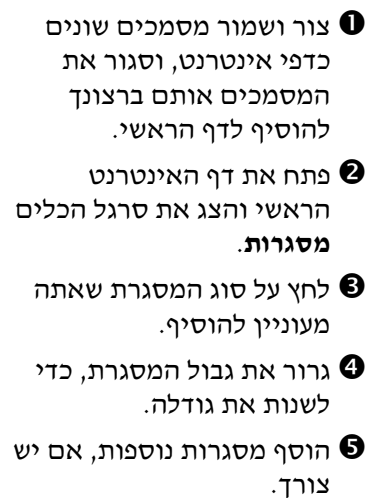 ❶ צור ושמור מסמכים שונים
כדפי אינטרנט, וסגור את
המסמכים אותם ברצונך
להוסיף לדף הראשי.
❷ פתח את דף האינטרנט
הראשי והצג את סרגל הכלים
מסגרות.
❸ לחץ על סוג המסגרת שאתה
מעוניין להוסיף.
❹ גרור את גבול המסגרת, כדי
לשנות את גודלה.
❺ הוסף מסגרות נוספות, אם יש
צורך.